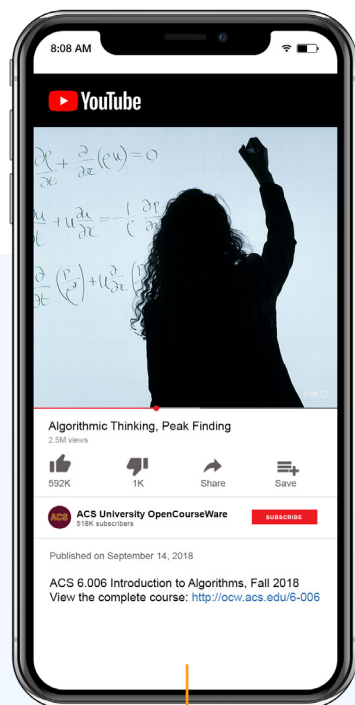 8:08 AM
YouTube
∂ρ/∂t + ∂/∂x (ρu) = 0
Algorithmic Thinking, Peak Finding
2.5M views
592K 1K Share Save
ACS
ACS University OpenCourseWare
518K subscribers
SUBSCRIBE
Published on September 14, 2018
ACS 6.006 Introduction to Algorithms, Fall 2018
View the complete course: http://ocw.acs.edu/6-006